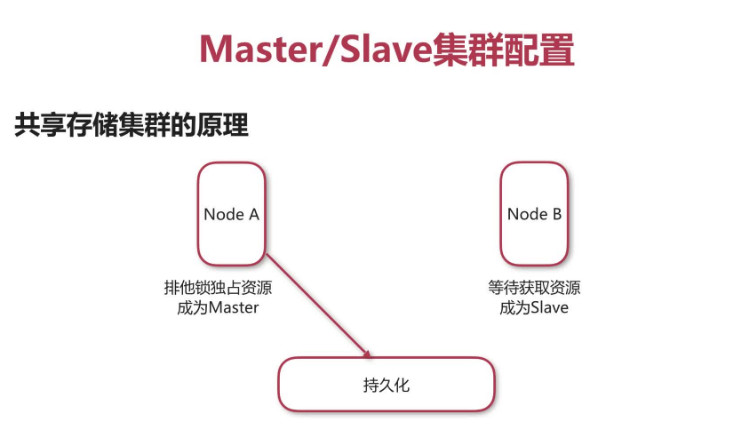 Master/Slave集群配置
共享存储集群的原理
Node A
Node B
排他锁独占资源
成为Master
等待获取资源
成为Slave
持久化